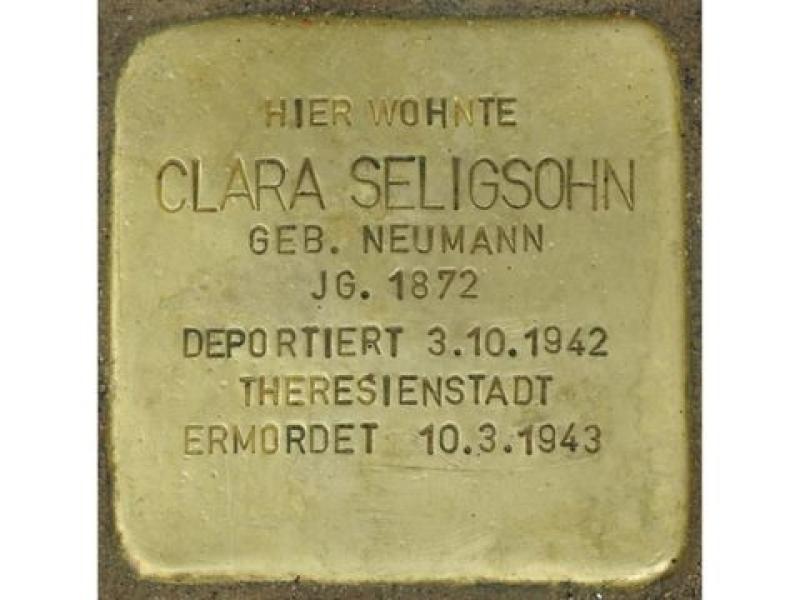 HIER WOHNTE
CLARA SELIGSOHN
GEB. NEUMANN
JG. 1872
DEPORTIERT 3.10.1942
THERESIENSTADT
ERMORDET 10.3.1943